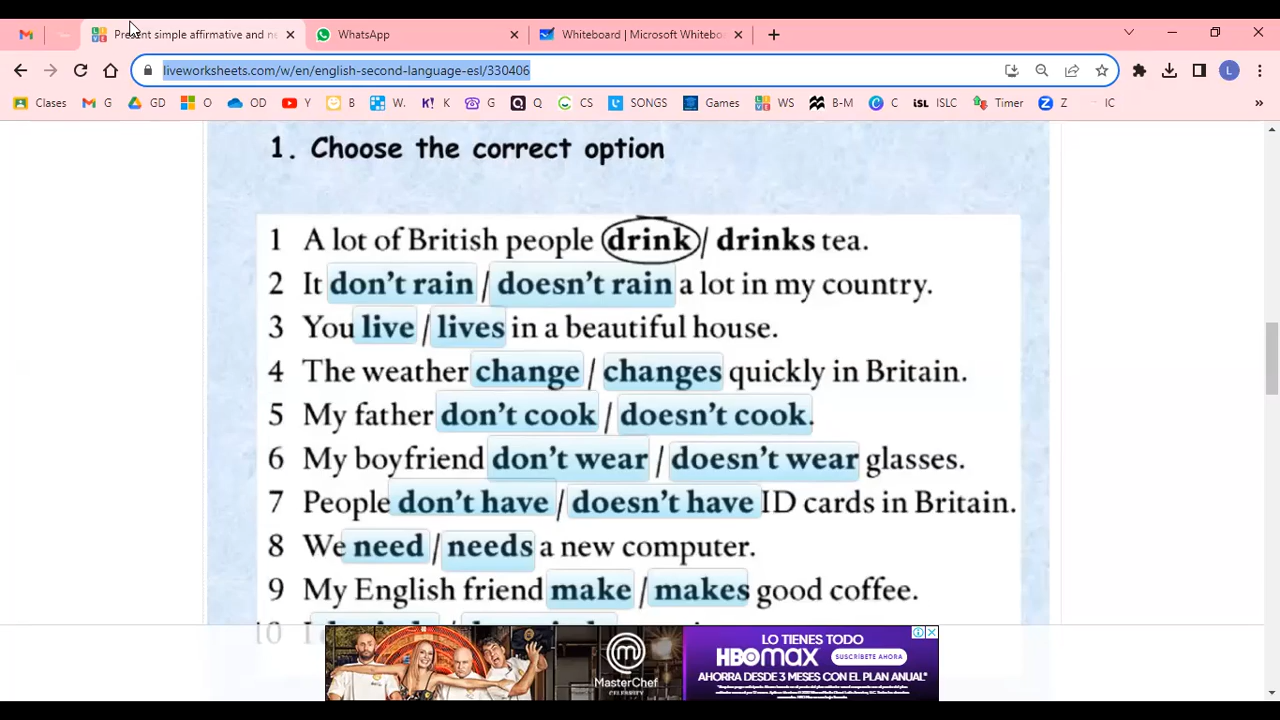 Present simple affirmative and ne
WhatsApp
Whiteboard | Microsoft Whitebo
liveworksheets.com/w/en/english-second-language-esl/330406
L
Clases G GD O OD Y B W. K G Q CS SONGS Games WS B-M C ISLC Timer Z IC
1. Choose the correct option
1 A lot of British people drink / drinks tea.
2 It don't rain / doesn't rain a lot in my country.
3 You live / lives in a beautiful house.
4 The weather change / changes quickly in Britain.
5 My father don't cook / doesn't cook.
6 My boyfriend don't wear / doesn't wear glasses.
7 People don't have / doesn't have ID cards in Britain.
8 We need / needs a new computer.
9 My English friend make / makes good coffee.
10 I
MasterChef
CELEBRITY
LO TIENES TODO
HBOMAX
SUSCRÍBETE AHORA
AHORRA DESDE 3 MESES CON EL PLAN ANUAL*